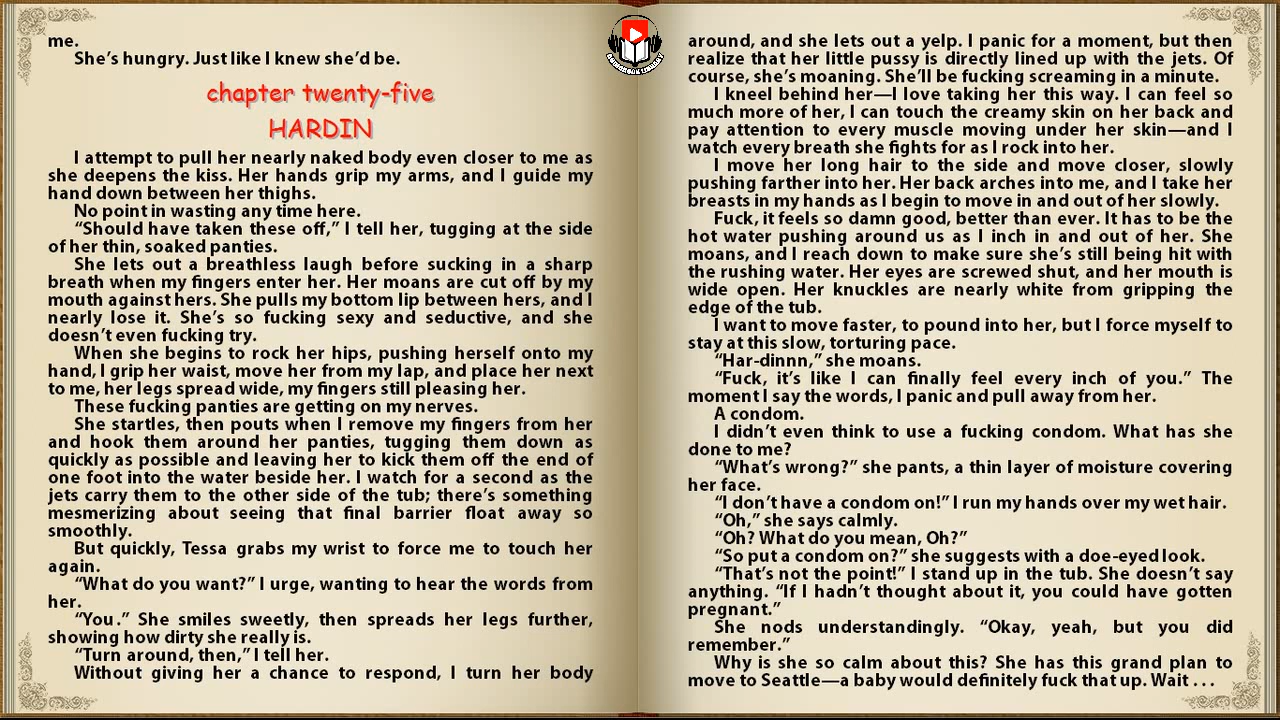 me.
She's hungry. Just like I knew she'd be.
chapter twenty-five
HARDIN
I attempt to pull her nearly naked body even closer to me as
she deepens the kiss. Her hands grip my arms, and I guide my
hand down between her thighs.
No point in wasting any time here.
“Should have taken these off,” I tell her, tugging at the side
of her thin, soaked panties.
She lets out a breathless laugh before sucking in a sharp
breath when my fingers enter her. Her moans are cut off by my
mouth against hers. She pulls my bottom lip between hers, and I
nearly lose it. She's so fucking sexy and seductive, and she
doesn't even fucking try.
When she begins to rock her hips, pushing herself onto my
hand, I grip her waist, move her from my lap, and place her next
to me, her legs spread wide, my fingers still pleasing her.
These fucking panties are getting on my nerves.
She startles, then pouts when I remove my fingers from her
and hook them around her panties, tugging them down as
quickly as possible and leaving her to kick them off the end of
one foot into the water beside her. I watch for a second as the
jets carry them to the other side of the tub; there's something
mesmerizing about seeing that final barrier float away so
smoothly.
But quickly, Tessa grabs my wrist to force me to touch her
again.
“What do you want?” I urge, wanting to hear the words from
her.
“You.” She smiles sweetly, then spreads her legs further,
showing how dirty she really is.
“Turn around, then,” I tell her.
Without giving her a chance to respond, I turn her body
around, and she lets out a yelp. I panic for a moment, but then
realize that her little pussy is directly lined up with the jets. Of
course, she's moaning. She'll be fucking screaming in a minute.
I kneel behind her—I love taking her this way. I can feel so
much more of her, I can touch the creamy skin on her back and
pay attention to every muscle moving under her skin—and I
watch every breath she fights for as I rock into her.
I move her long hair to the side and move closer, slowly
pushing farther into her. Her back arches into me, and I take her
breasts in my hands as I begin to move in and out of her slowly.
Fuck, it feels so damn good, better than ever. It has to be the
hot water pushing around us as I inch in and out of her. She
moans, and I reach down to make sure she's still being hit with
the rushing water. Her eyes are screwed shut, and her mouth is
wide open. Her knuckles are nearly white from gripping the
edge of the tub.
I want to move faster, to pound into her, but I force myself to
stay at this slow, torturing pace.
“Har-dinnn,” she moans.
“Fuck, it's like I can finally feel every inch of you.” The
moment I say the words, I panic and pull away from her.
A condom.
I didn't even think to use a fucking condom. What has she
done to me?
“What's wrong?” she pants, a thin layer of moisture covering
her face.
“I don't have a condom on!” I run my hands over my wet hair.
“Oh,” she says calmly.
“Oh? What do you mean, Oh?”
“So put a condom on?” she suggests with a doe-eyed look.
“That's not the point!” I stand up in the tub. She doesn't say
anything. “If I hadn't thought about it, you could have gotten
pregnant.”
She nods understandingly. “Okay, yeah, but you did
remember.”
Why is she so calm about this? She has this grand plan to
move to Seattle—a baby would definitely fuck that up. Wait . . .